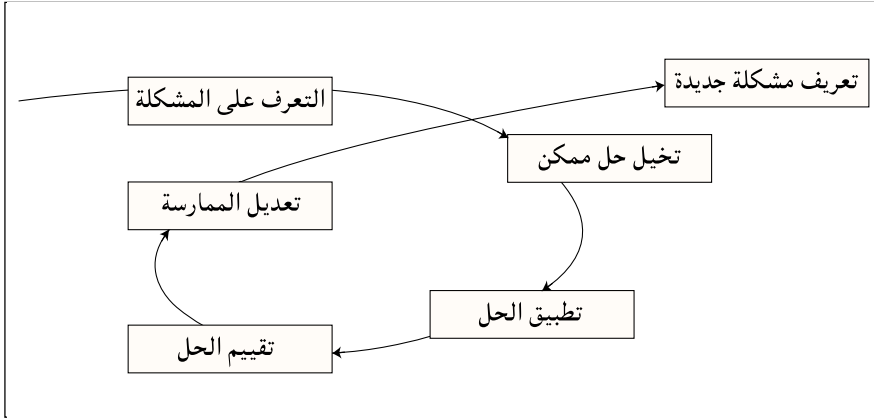 التعرف على المشكلة
تخيل حل ممكن
تطبيق الحل
تقييم الحل
تعديل الممارسة
تعريف مشكلة جديدة